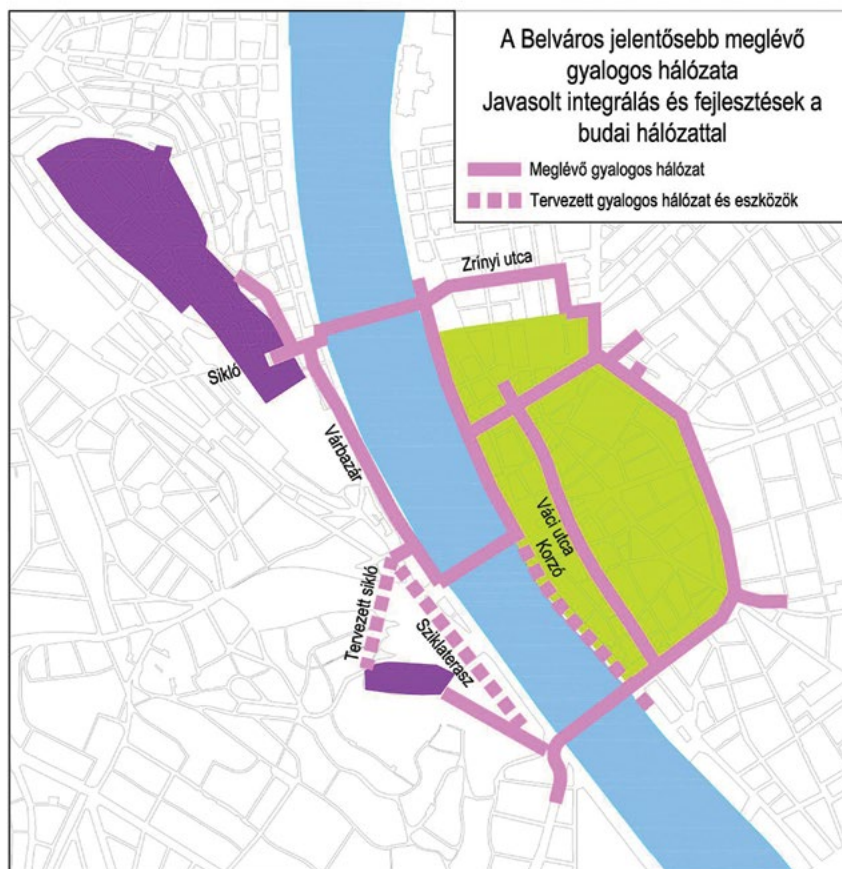 A Belváros jelentősebb meglévő
gyalogos hálózata
Javasolt integrálás és fejlesztések a
budai hálózattal
Meglévő gyalogos hálózat
Tervezett gyalogos hálózat és eszközök
Zrínyi utca
Sikló
Várbazár
Váci utca
Korzó
Tervezett sikló
Sziklaterasz